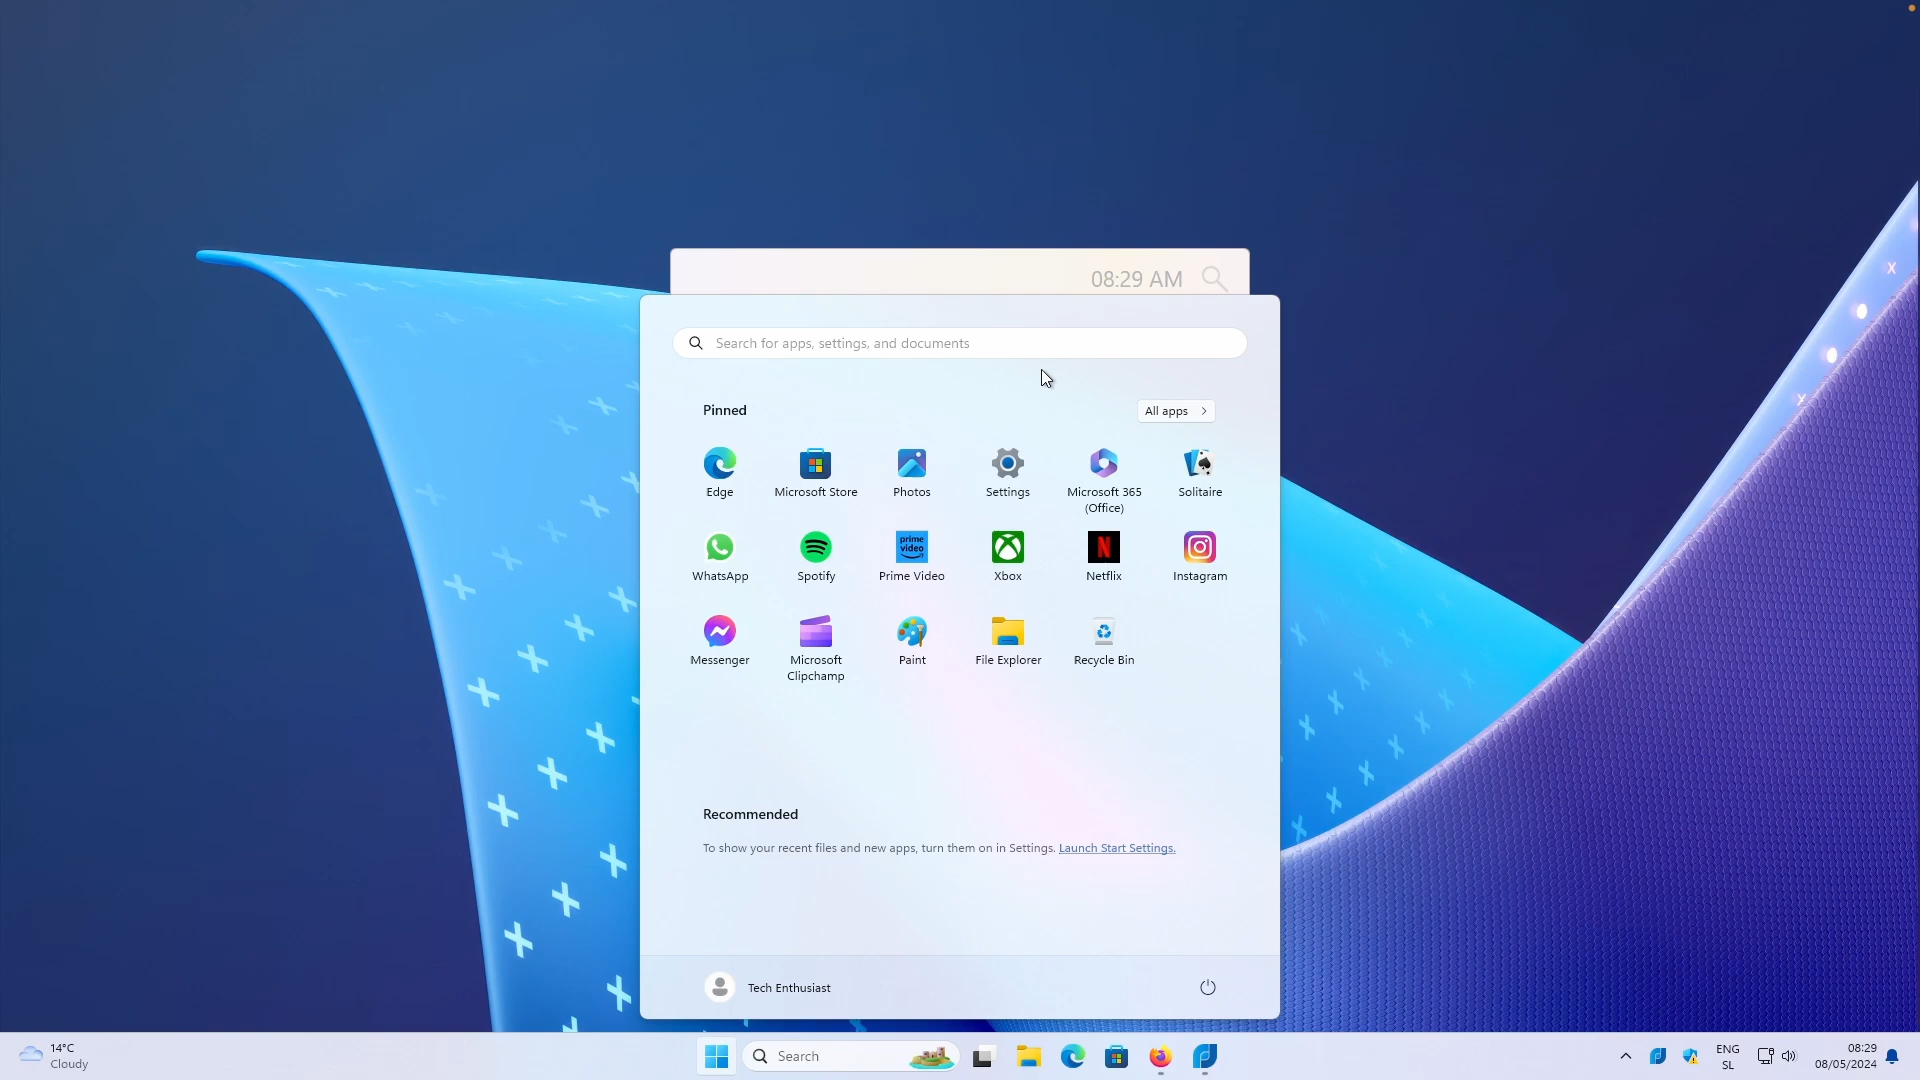 08:29 AM
Search for apps, settings, and documents
Pinned
All apps
Edge
Microsoft Store
Photos
Settings
Microsoft 365
(Office)
Solitaire
WhatsApp
Spotify
prime
video
Prime Video
Xbox
Netflix
Instagram
Messenger
Microsoft
Clipchamp
Paint
File Explorer
Recycle Bin
Recommended
To show your recent files and new apps, turn them on in Settings. Launch Start Settings.
Tech Enthusiast
14°C
Cloudy
Search
ENG
SL
08:29
08/05/2024